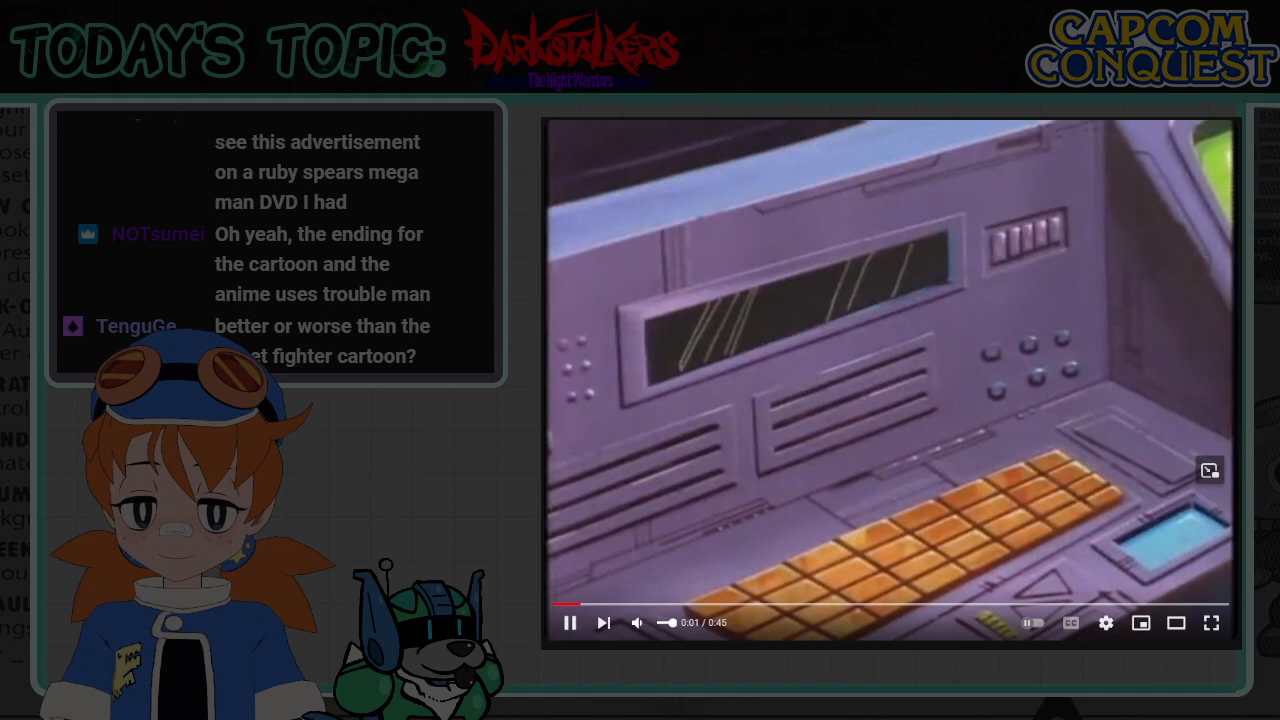 TODAY'S TOPIC:
DARKSTALKERS
The Night Warriors
CAPCOM
CONQUEST
see this advertisement
on a ruby spears mega
man DVD I had
NOTsumei Oh yeah, the ending for
the cartoon and the
anime uses trouble man
TenguGe better or worse than the
et fighter cartoon?
0:01 / 0:45
CC